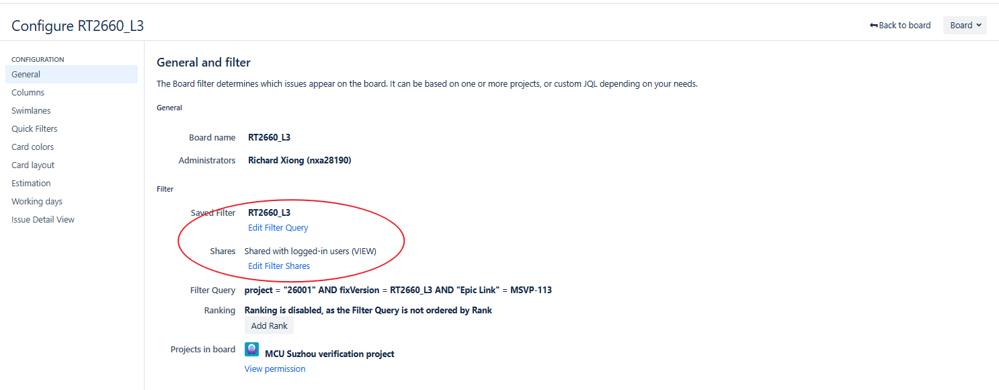 Configure RT2660_L3
Back to board
Board
CONFIGURATION
General
Columns
Swimlanes
Quick Filters
Card colors
Card layout
Estimation
Working days
Issue Detail View
General and filter
The Board filter determines which issues appear on the board. It can be based on one or more projects, or custom JQL depending on your needs.
General
Board name RT2660_L3
Administrators Richard Xiong (nxa28190)
Filter
Saved Filter RT2660_L3
Edit Filter Query
Shares Shared with logged-in users (VIEW)
Edit Filter Shares
Filter Query project = "26001" AND fixVersion = RT2660_L3 AND "Epic Link" = MSVP-113
Ranking Ranking is disabled, as the Filter Query is not ordered by Rank
Add Rank
Projects in board MCU Suzhou verification project
View permission